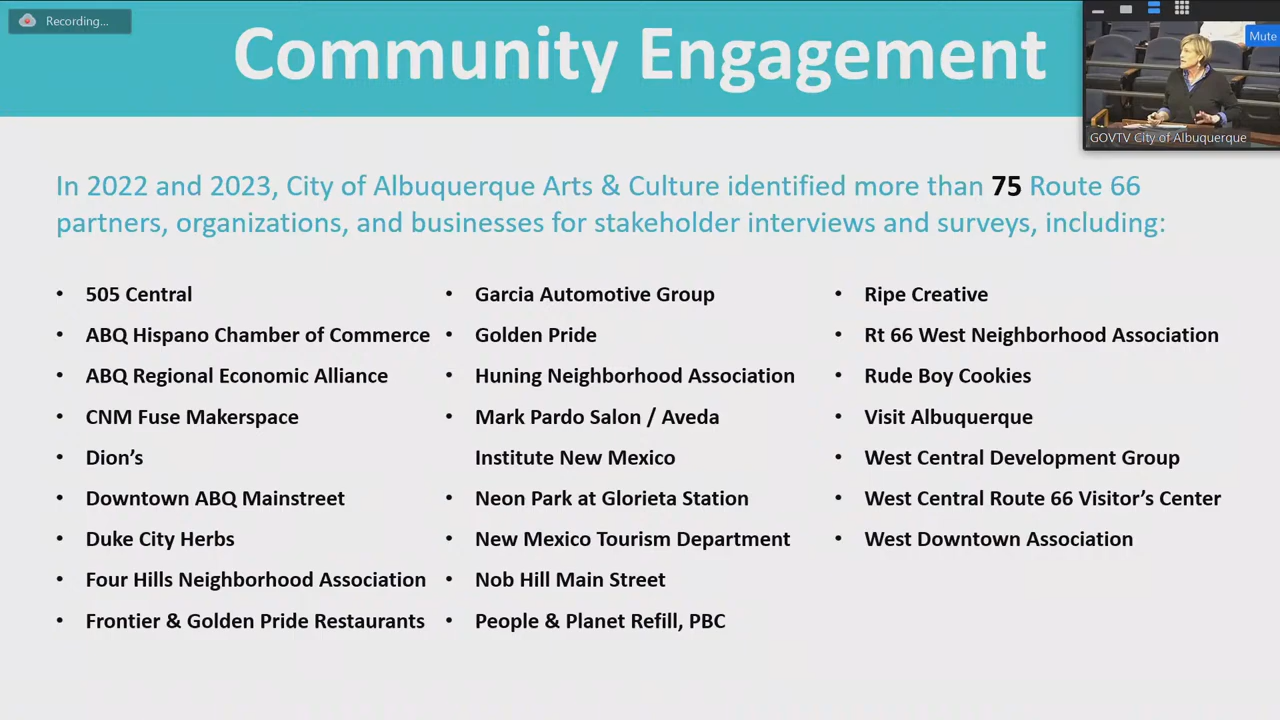 Recording...
Community Engagement
Mute
GOVTV City of Albuquerque
In 2022 and 2023, City of Albuquerque Arts & Culture identified more than 75 Route 66
partners, organizations, and businesses for stakeholder interviews and surveys, including:
• 505 Central
• ABQ Hispano Chamber of Commerce
• ABQ Regional Economic Alliance
• CNM Fuse Makerspace
• Dion’s
• Downtown ABQ Mainstreet
• Duke City Herbs
• Four Hills Neighborhood Association
• Frontier & Golden Pride Restaurants
• Garcia Automotive Group
• Golden Pride
• Huning Neighborhood Association
• Mark Pardo Salon / Aveda
Institute New Mexico
• Neon Park at Glorieta Station
• New Mexico Tourism Department
• Nob Hill Main Street
• People & Planet Refill, PBC
• Ripe Creative
• Rt 66 West Neighborhood Association
• Rude Boy Cookies
• Visit Albuquerque
• West Central Development Group
• West Central Route 66 Visitor’s Center
• West Downtown Association